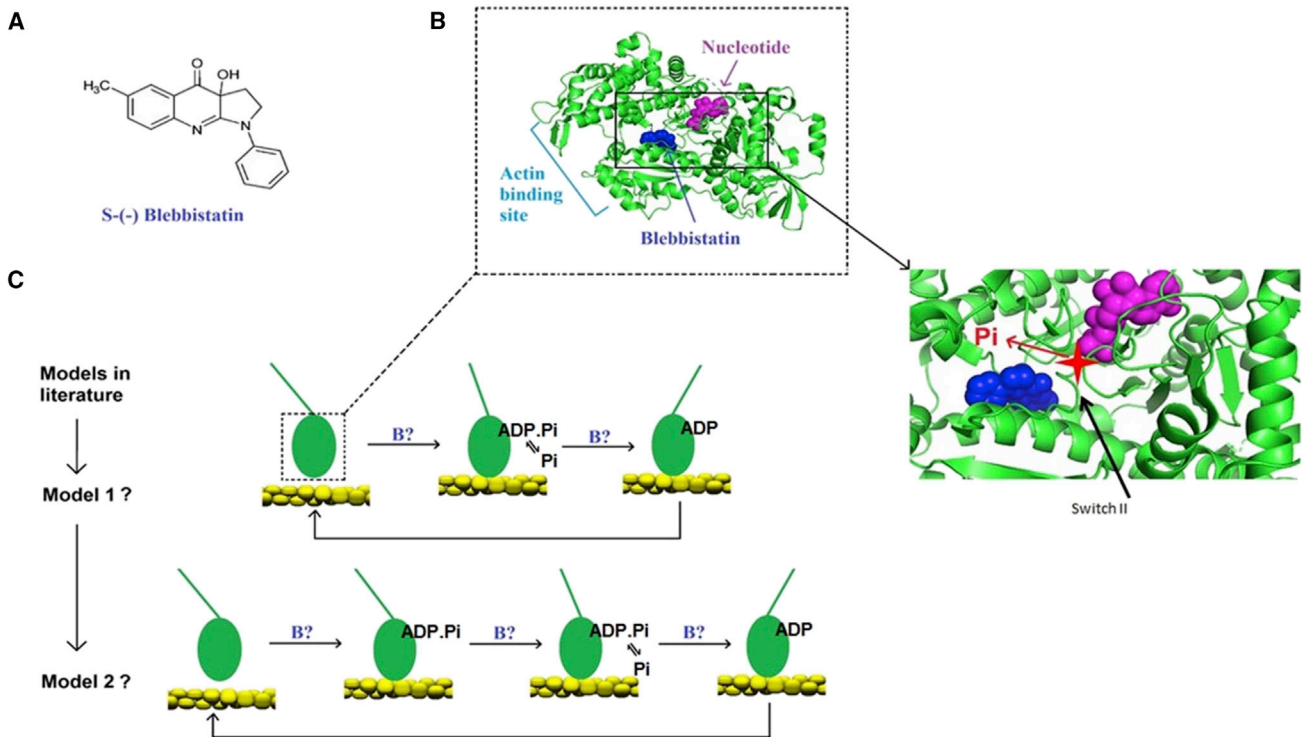 A
O
OH
H₃C
N
N
S-(-) Blebbistatin
B
Nucleotide
Actin
binding
site
Blebbistatin
Pi
Switch II
C
Models in
literature
Model 1 ?
B?
ADP.Pi
Pi
B?
ADP
Model 2 ?
B?
ADP.Pi
B?
ADP.Pi
Pi
B?
ADP